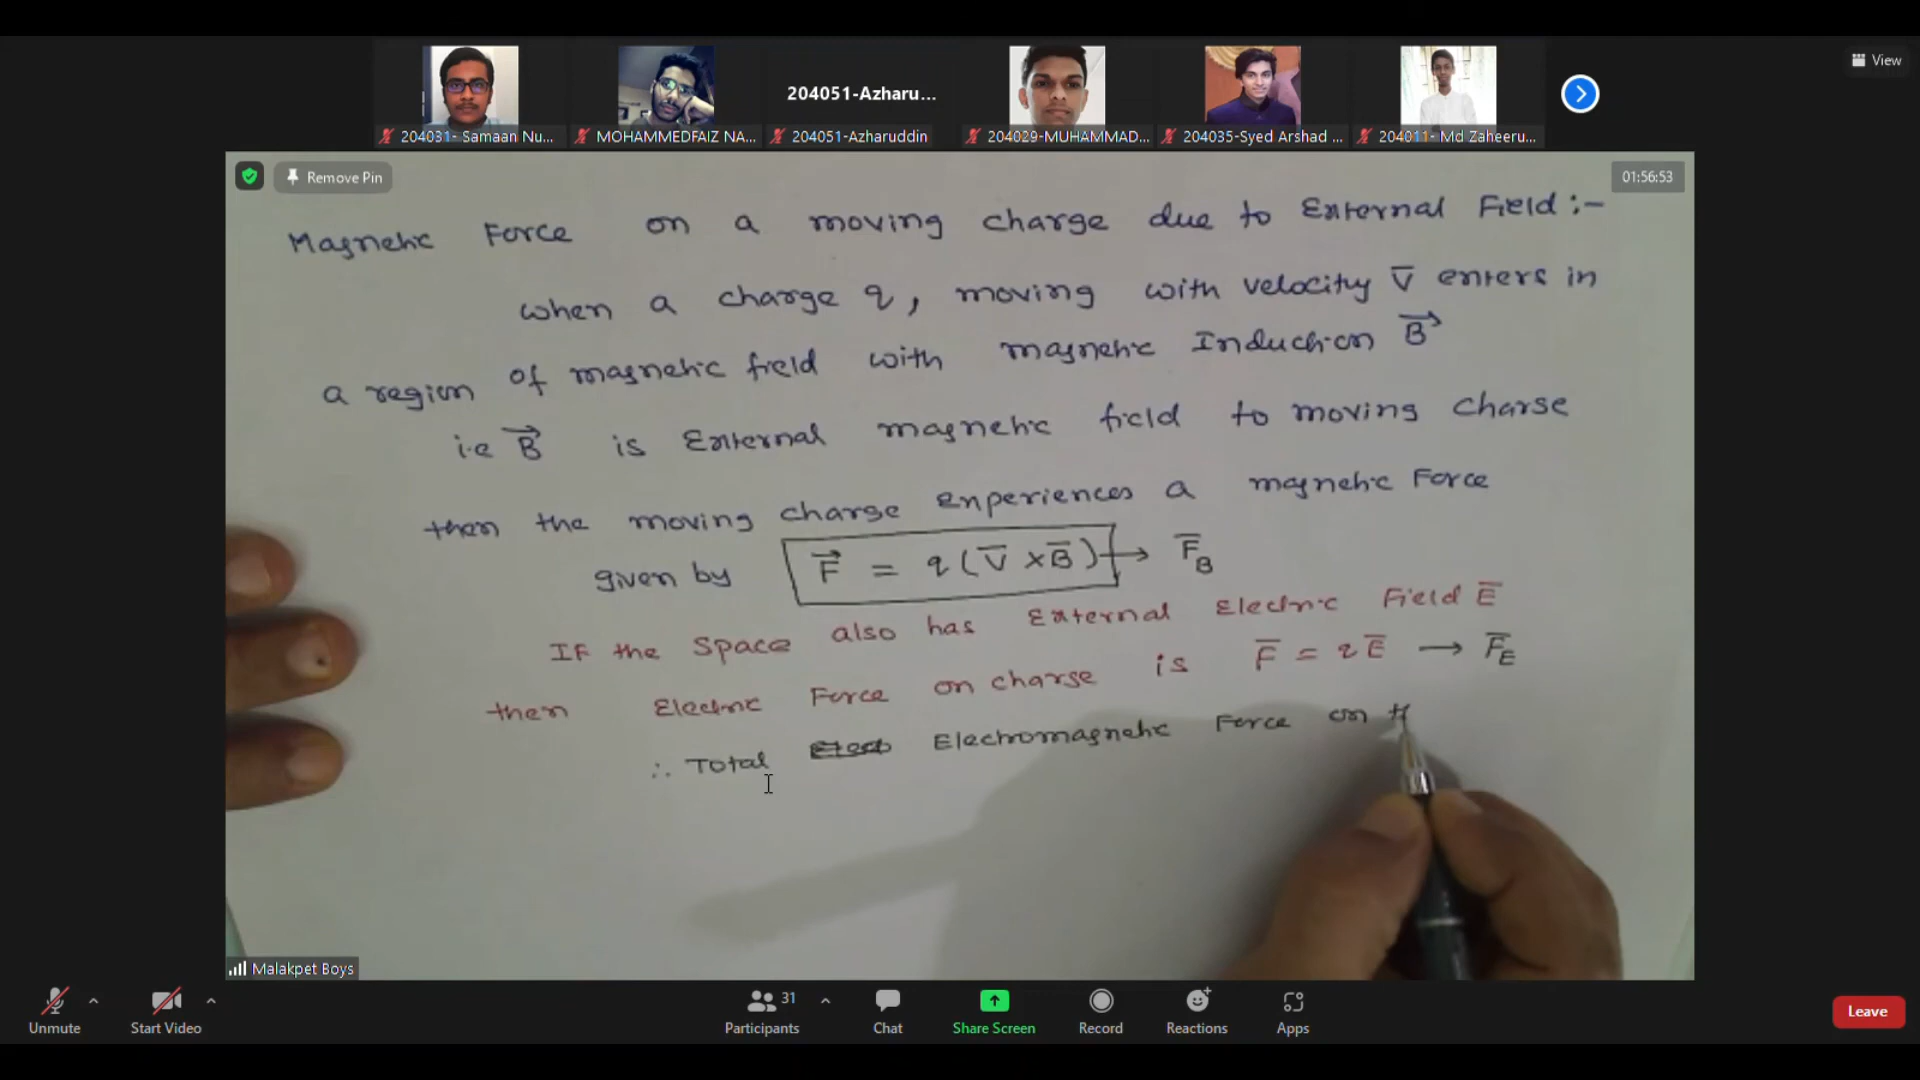 View
204051-Azharu...
204031- Samaan Nu...
MOHAMMEDFAIZ NA...
204051-Azharuddin
204029-MUHAMMAD...
204035-Syed Arshad ...
204011- Md Zaheeru...
Remove Pin
01:56:53
Magnetic Force on a moving charge due to External Field :-
when a charge q, moving with velocity V̅ enters in
a region of magnetic field with magnetic Induction B⃗
i.e B⃗ is External magnetic field to moving charge
then the moving charge experiences a magnetic Force
given by F⃗ = q (V̅ × B̅) → F̅_B
IF the Space also has External Electric Field E̅
then Electric Force on charge is F̅ = q E̅ → F̅_E
∴ Total Electromagnetic Force on
Malakpet Boys
Unmute
Start Video
31
Participants
Chat
Share Screen
Record
Reactions
Apps
Leave